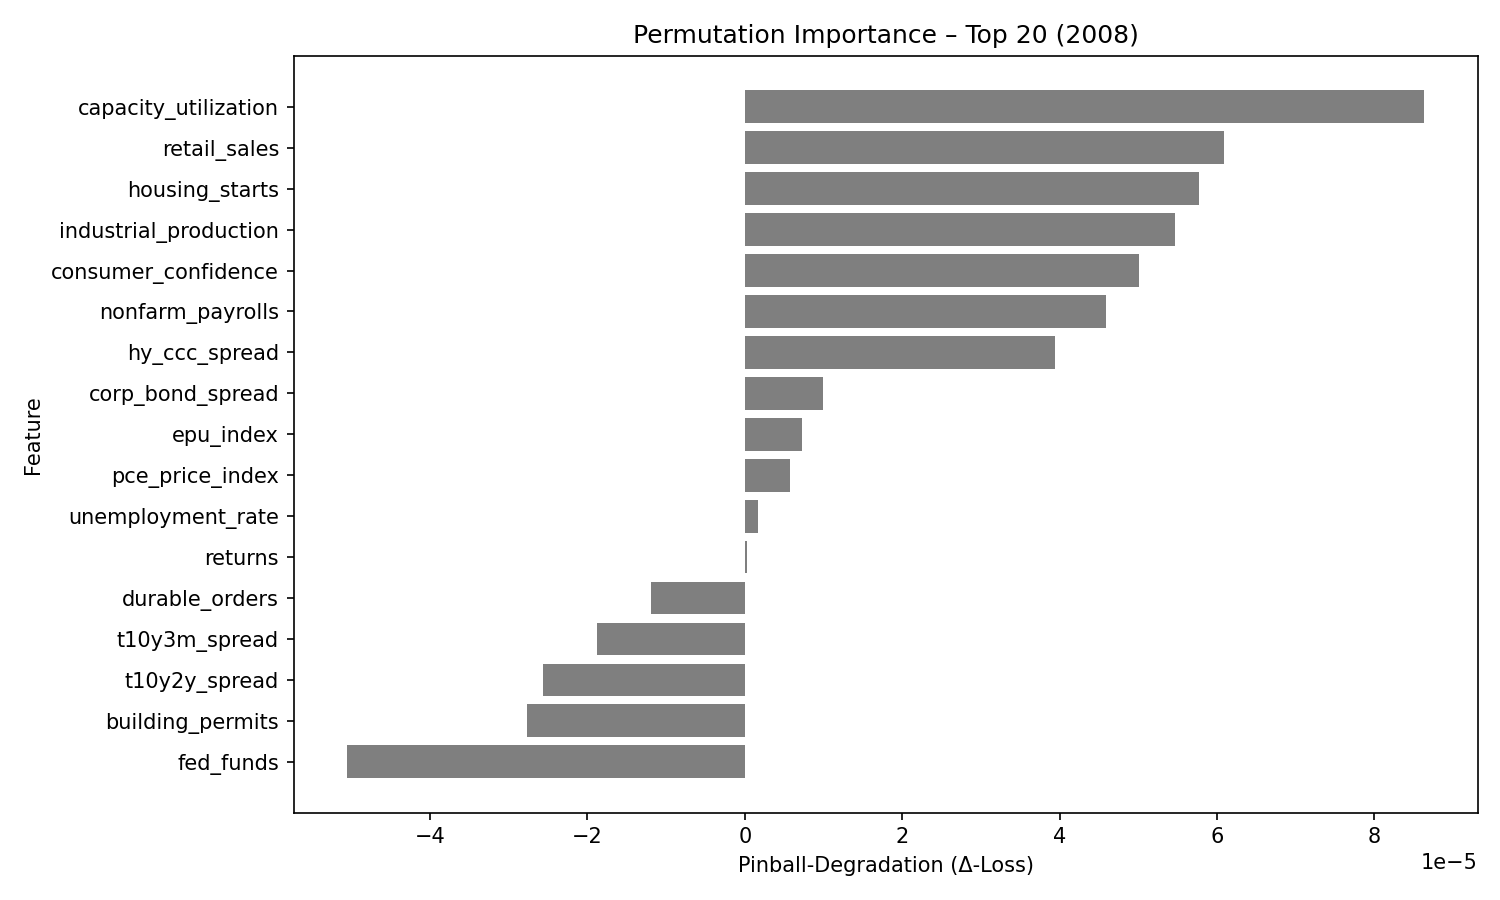 Permutation Importance – Top 20 (2008)
capacity_utilization
retail_sales
housing_starts
industrial_production
consumer_confidence
nonfarm_payrolls
hy_ccc_spread
corp_bond_spread
epu_index
pce_price_index
unemployment_rate
returns
durable_orders
t10y3m_spread
t10y2y_spread
building_permits
fed_funds
Feature
−4 −2 0 2 4 6 8
1e−5
Pinball-Degradation (Δ-Loss)